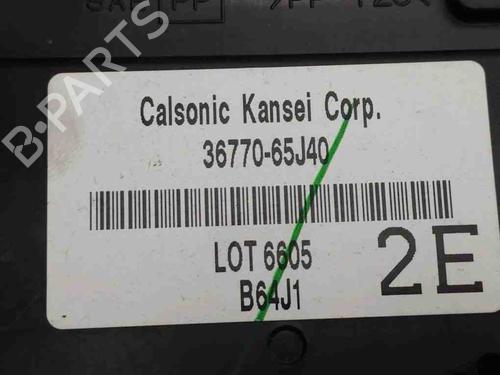 Calsonic Kansei Corp.
36770-65J40
LOT 6605
B64J1
2E
B-PARTS